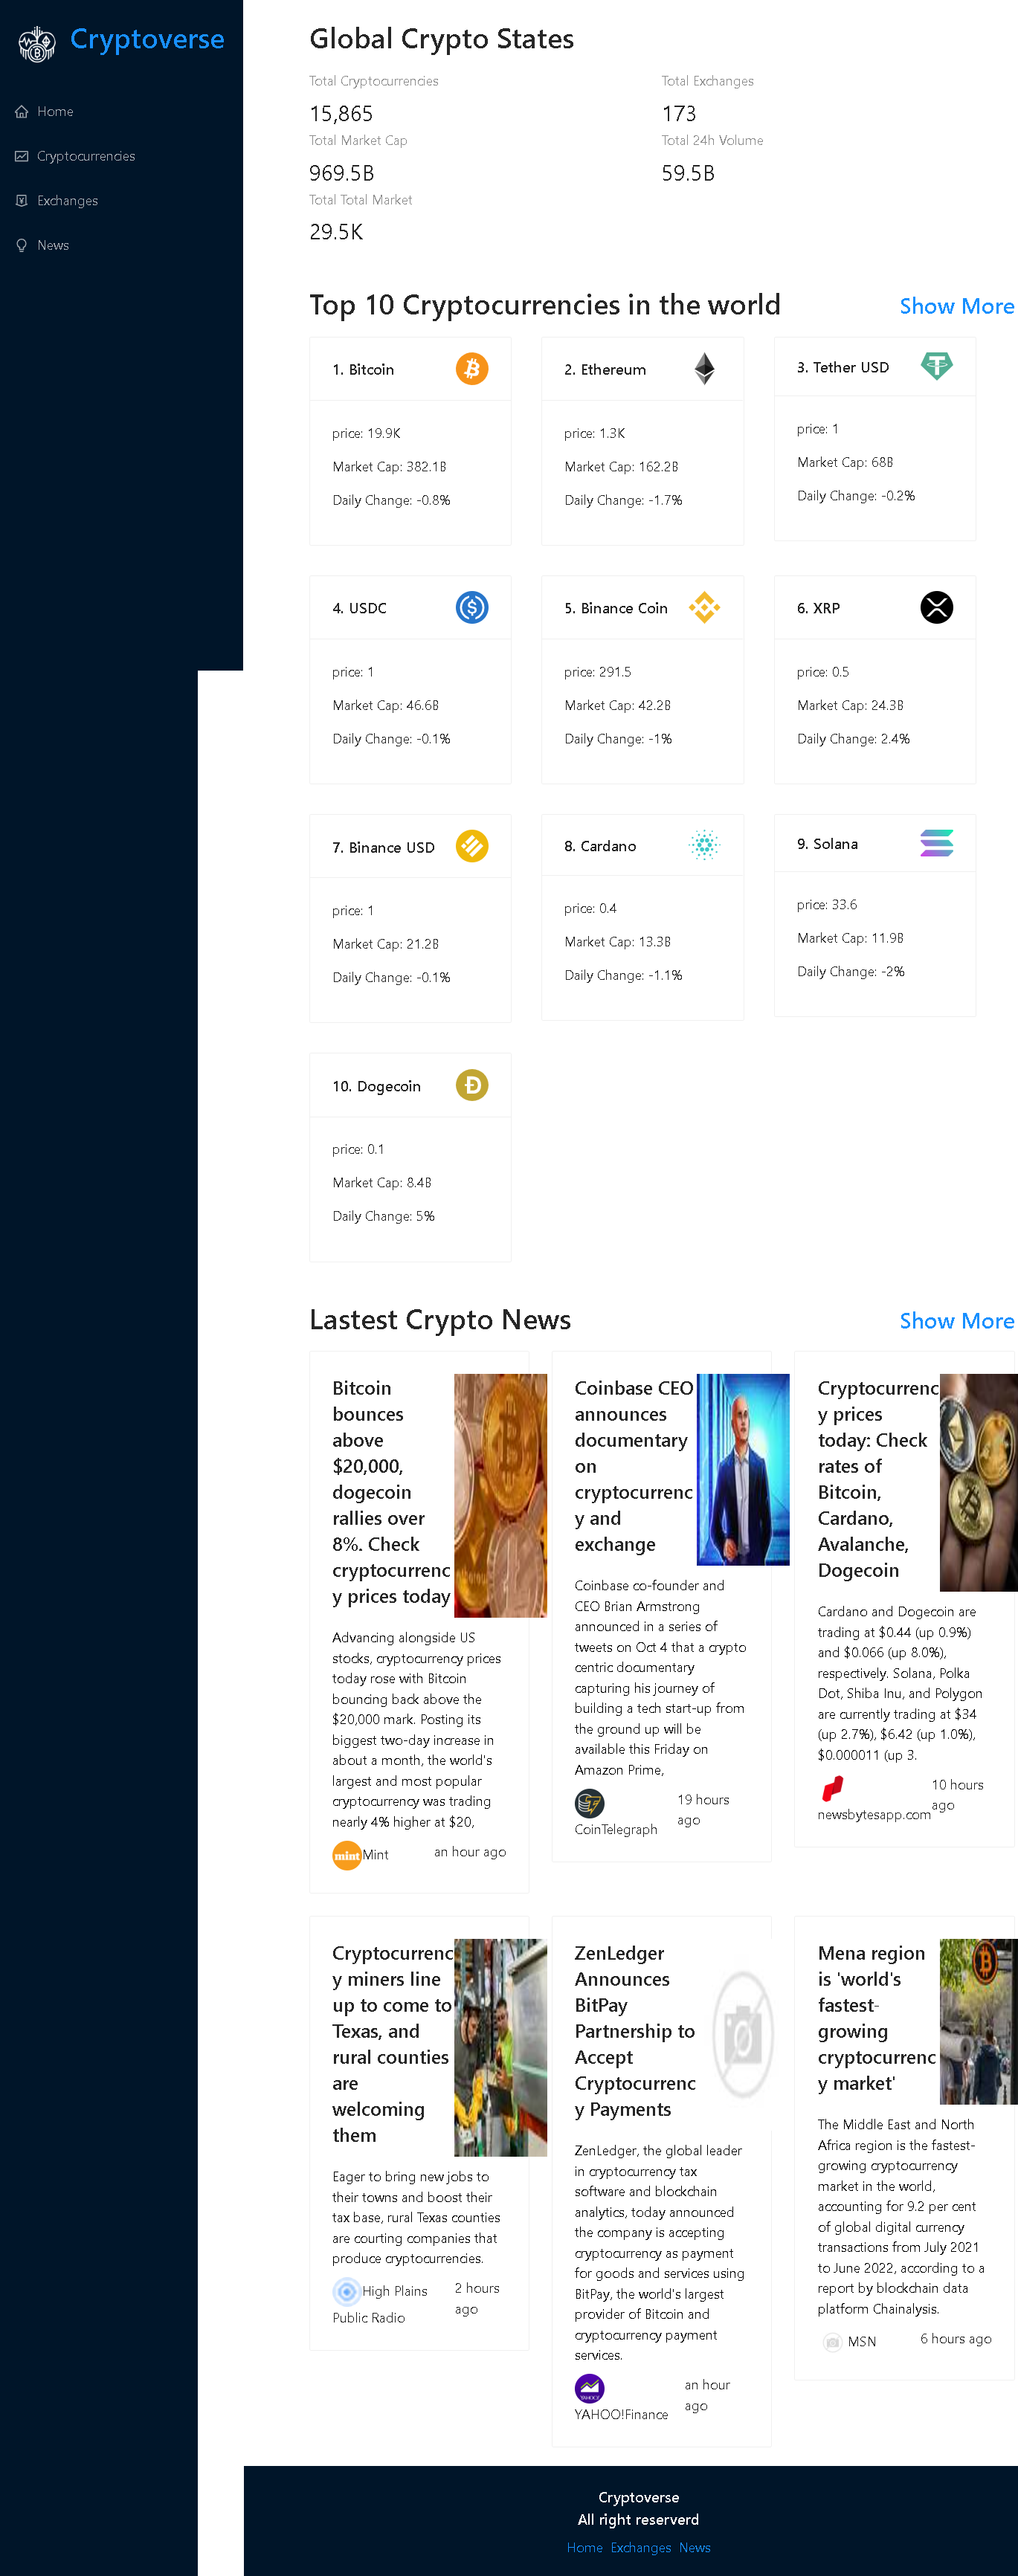 Cryptoverse
Home
Cryptocurrencies
Exchanges
News
Global Crypto States
Total Cryptocurrencies
15,865
Total Exchanges
173
Total Market Cap
969.5B
Total 24h Volume
59.5B
Total Total Market
29.5K
Top 10 Cryptocurrencies in the world
Show More
1. Bitcoin
price: 19.9K
Market Cap: 382.1B
Daily Change: -0.8%
2. Ethereum
price: 1.3K
Market Cap: 162.2B
Daily Change: -1.7%
3. Tether USD
price: 1
Market Cap: 68B
Daily Change: -0.2%
4. USDC
price: 1
Market Cap: 46.6B
Daily Change: -0.1%
5. Binance Coin
price: 291.5
Market Cap: 42.2B
Daily Change: -1%
6. XRP
price: 0.5
Market Cap: 24.3B
Daily Change: 2.4%
7. Binance USD
price: 1
Market Cap: 21.2B
Daily Change: -0.1%
8. Cardano
price: 0.4
Market Cap: 13.3B
Daily Change: -1.1%
9. Solana
price: 33.6
Market Cap: 11.9B
Daily Change: -2%
10. Dogecoin
price: 0.1
Market Cap: 8.4B
Daily Change: 5%
Lastest Crypto News
Show More
Bitcoin
bounces
above
$20,000,
dogecoin
rallies over
8%. Check
cryptocurrenc
y prices today
Advancing alongside US
stocks, cryptocurrency prices
today rose with Bitcoin
bouncing back above the
$20,000 mark. Posting its
biggest two-day increase in
about a month, the world's
largest and most popular
cryptocurrency was trading
nearly 4% higher at $20,
mint
Mint
an hour ago
Coinbase CEO
announces
documentary
on
cryptocurrenc
y and
exchange
Coinbase co-founder and
CEO Brian Armstrong
announced in a series of
tweets on Oct 4 that a crypto
centric documentary
capturing his journey of
building a tech start-up from
the ground up will be
available this Friday on
Amazon Prime,
CoinTelegraph
19 hours
ago
Cryptocurrenc
y prices
today: Check
rates of
Bitcoin,
Cardano,
Avalanche,
Dogecoin
Cardano and Dogecoin are
trading at $0.44 (up 0.9%)
and $0.066 (up 8.0%),
respectively. Solana, Polka
Dot, Shiba Inu, and Polygon
are currently trading at $34
(up 2.7%), $6.42 (up 1.0%),
$0.000011 (up 3.
newsbytesapp.com
10 hours
ago
Cryptocurrenc
y miners line
up to come to
Texas, and
rural counties
are
welcoming
them
Eager to bring new jobs to
their towns and boost their
tax base, rural Texas counties
are courting companies that
produce cryptocurrencies.
High Plains
Public Radio
2 hours
ago
ZenLedger
Announces
BitPay
Partnership to
Accept
Cryptocurrenc
y Payments
ZenLedger, the global leader
in cryptocurrency tax
software and blockchain
analytics, today announced
the company is accepting
cryptocurrency as payment
for goods and services using
BitPay, the world's largest
provider of Bitcoin and
cryptocurrency payment
services.
YAHOO!Finance
an hour
ago
Mena region
is 'world's
fastest-
growing
cryptocurrenc
y market'
The Middle East and North
Africa region is the fastest-
growing cryptocurrency
market in the world,
accounting for 9.2 per cent
of global digital currency
transactions from July 2021
to June 2022, according to a
report by blockchain data
platform Chainalysis.
MSN
6 hours ago
Cryptoverse
All right reserverd
Home Exchanges News